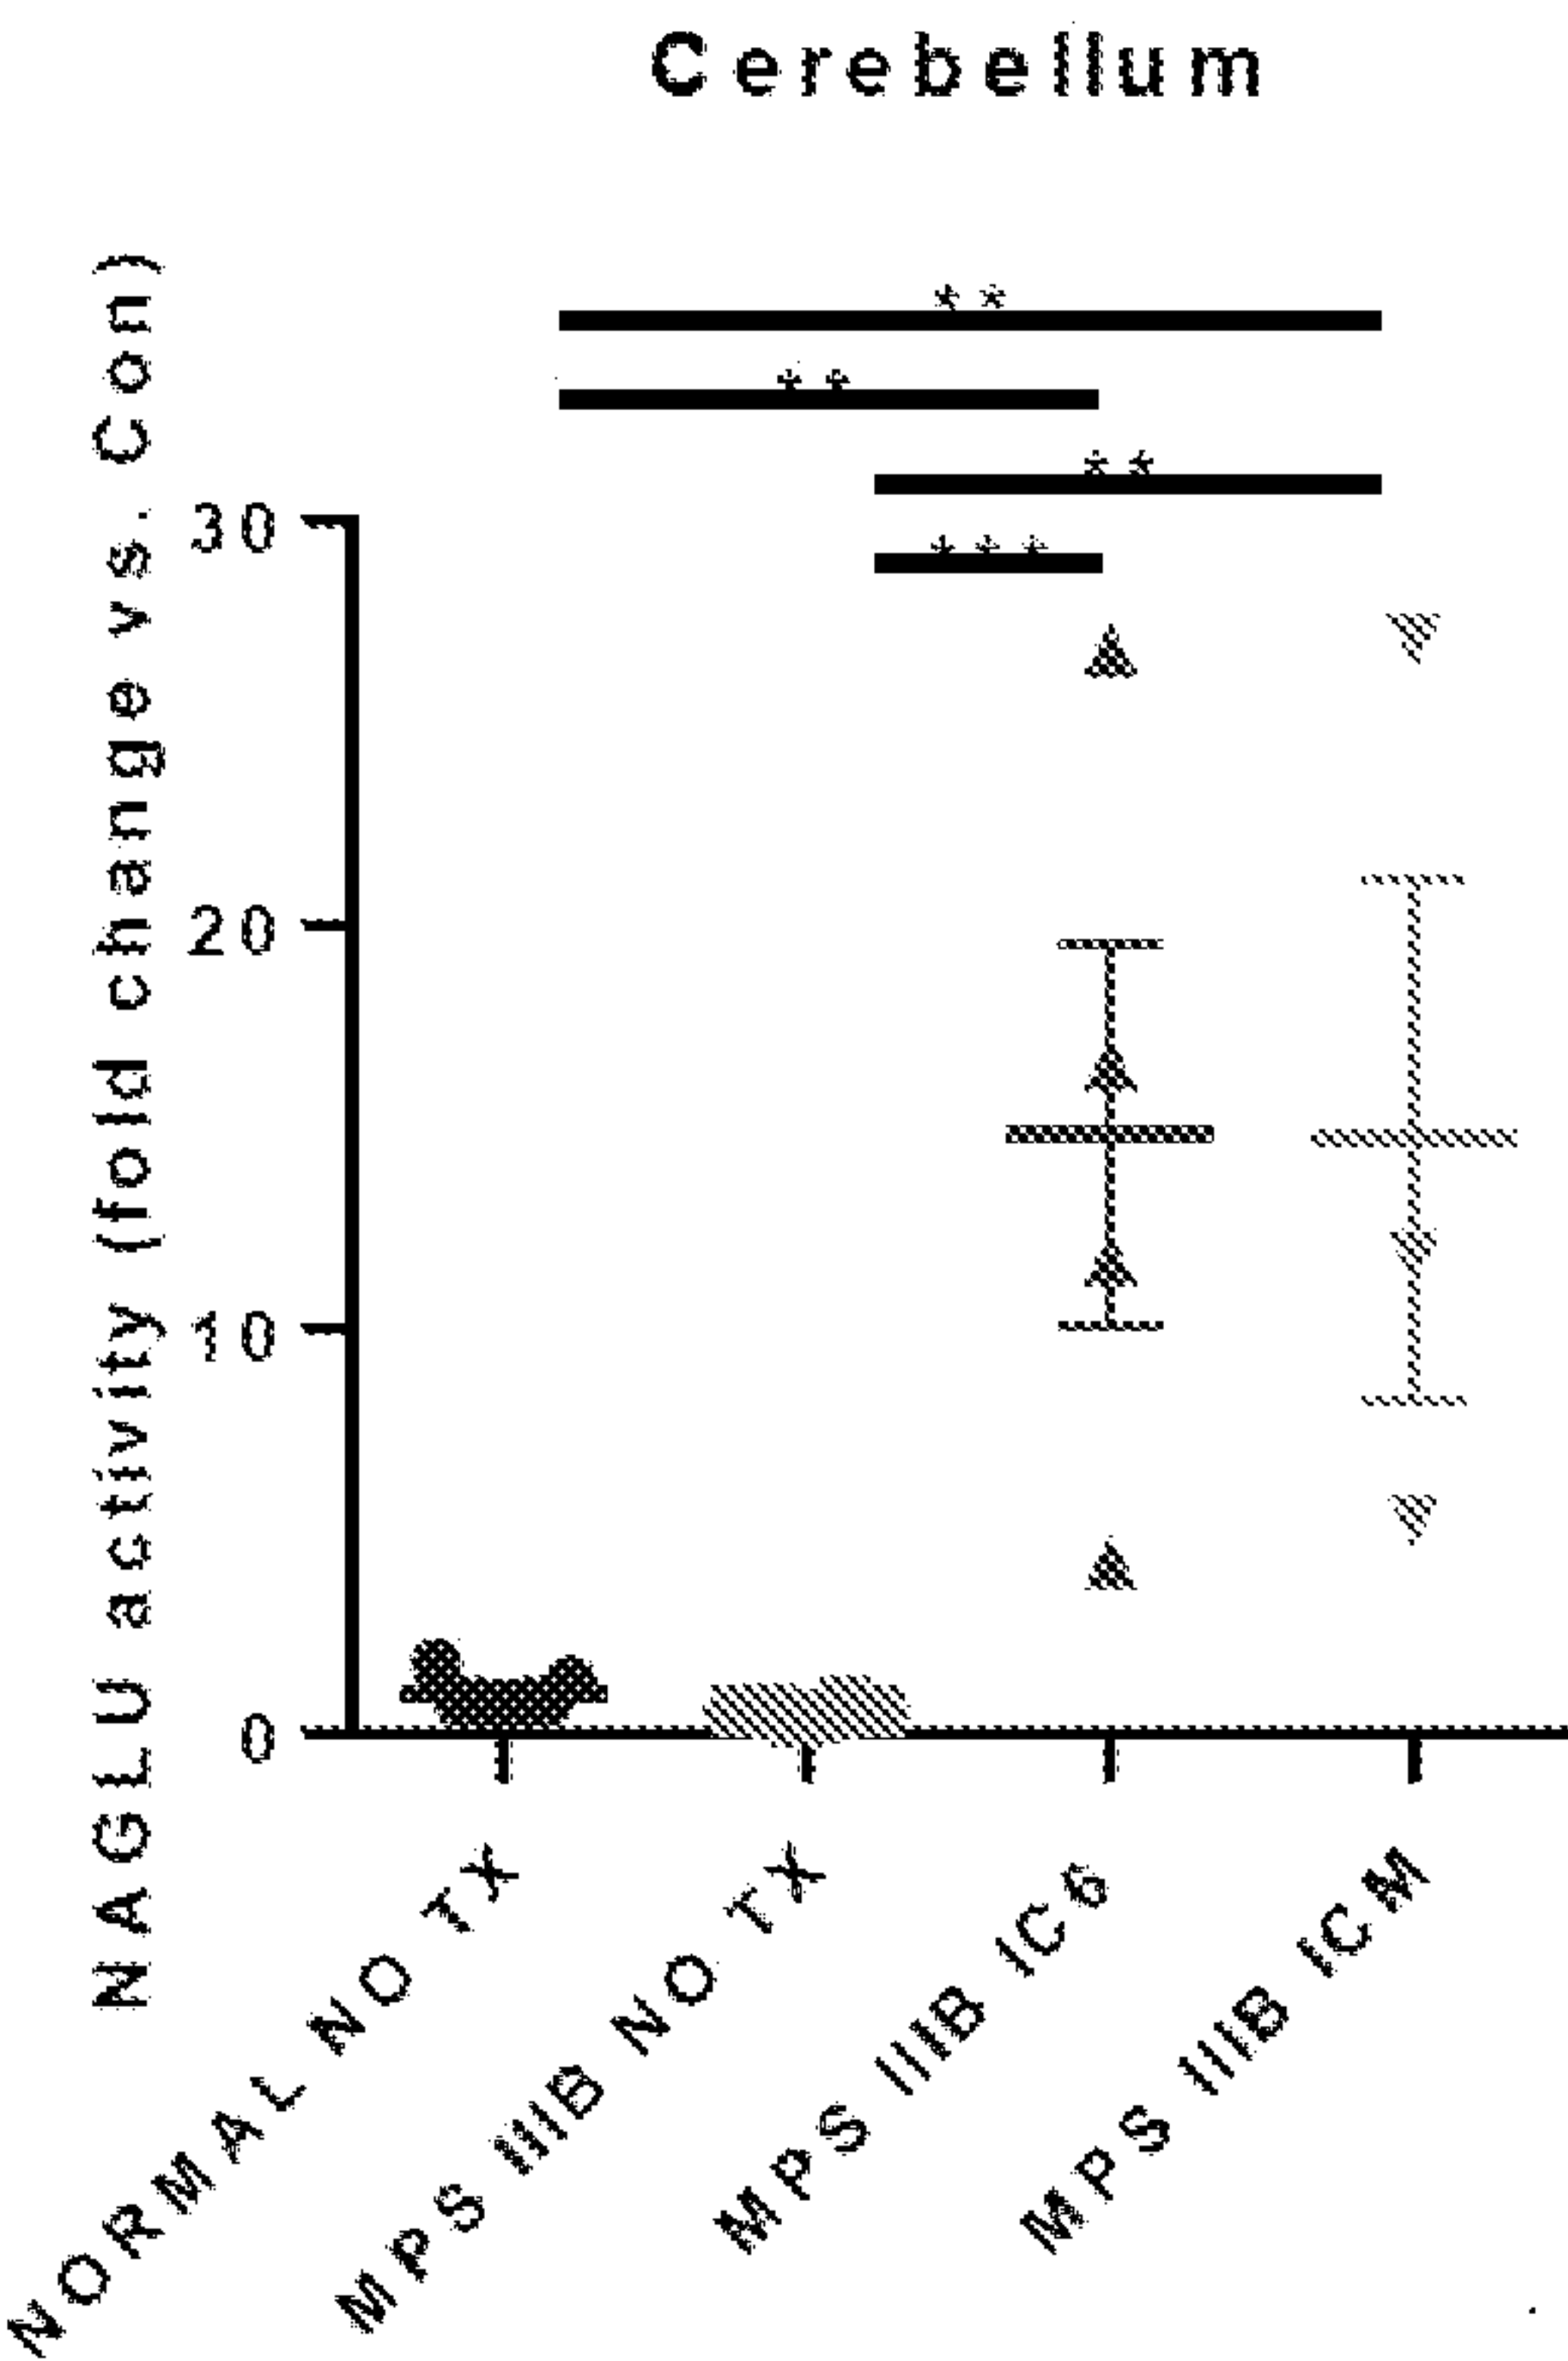 Cerebellum
NAGLU activity (fold change vs. Con)
**
**
**
***
30
20
10
0
NORMAL NO TX
MPS IIIB NO TX
MPS IIIB IC6
MPS IIIB ICM